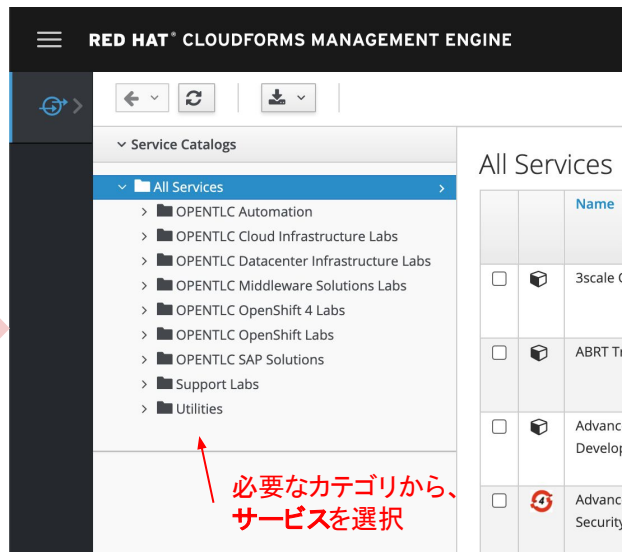 RED HAT® CLOUDFORMS MANAGEMENT ENGINE
Service Catalogs
All Services
OPENTLC Automation
OPENTLC Cloud Infrastructure Labs
OPENTLC Datacenter Infrastructure Labs
OPENTLC Middleware Solutions Labs
OPENTLC OpenShift 4 Labs
OPENTLC OpenShift Labs
OPENTLC SAP Solutions
Support Labs
Utilities
必要なカテゴリから、
サービスを選択
All Services
Name
3scale
ABRT
Advanc
Develop
4
Advanc
Security